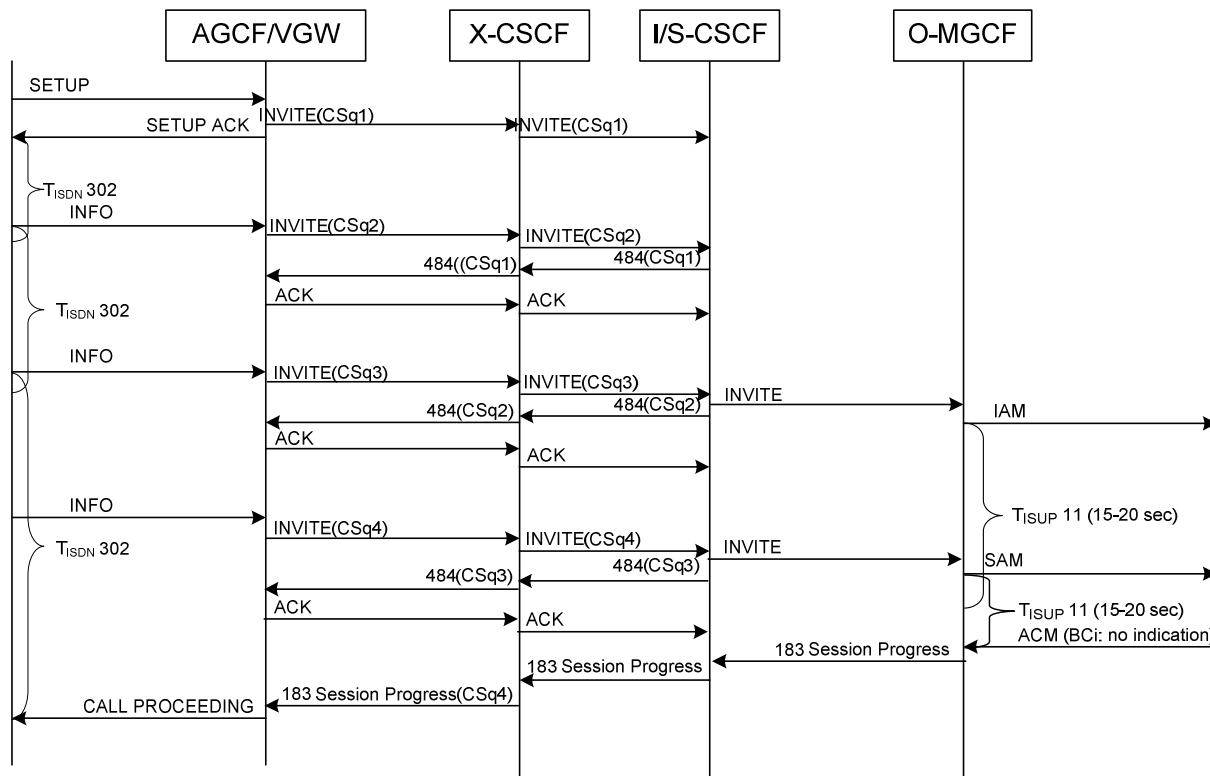 AGCF/VGW
X-CSCF
I/S-CSCF
O-MGCF
SETUP
INVITE(CSq1)
SETUP ACK
INVITE(CSq1)
TISDN 302
INFO
INVITE(CSq2)
INVITE(CSq2)
484((CSq1)
484(CSq1)
ACK
ACK
TISDN 302
INFO
INVITE(CSq3)
INVITE(CSq3)
INVITE
484(CSq2)
484(CSq2)
IAM
ACK
ACK
INFO
TISUP 11 (15-20 sec)
INVITE(CSq4)
INVITE(CSq4)
TISDN 302
INVITE
484(CSq3)
484(CSq3)
SAM
ACK
ACK
TISUP 11 (15-20 sec)
ACM (BCi: no indication)
183 Session Progress
183 Session Progress
183 Session Progress(CSq4)
CALL PROCEEDING